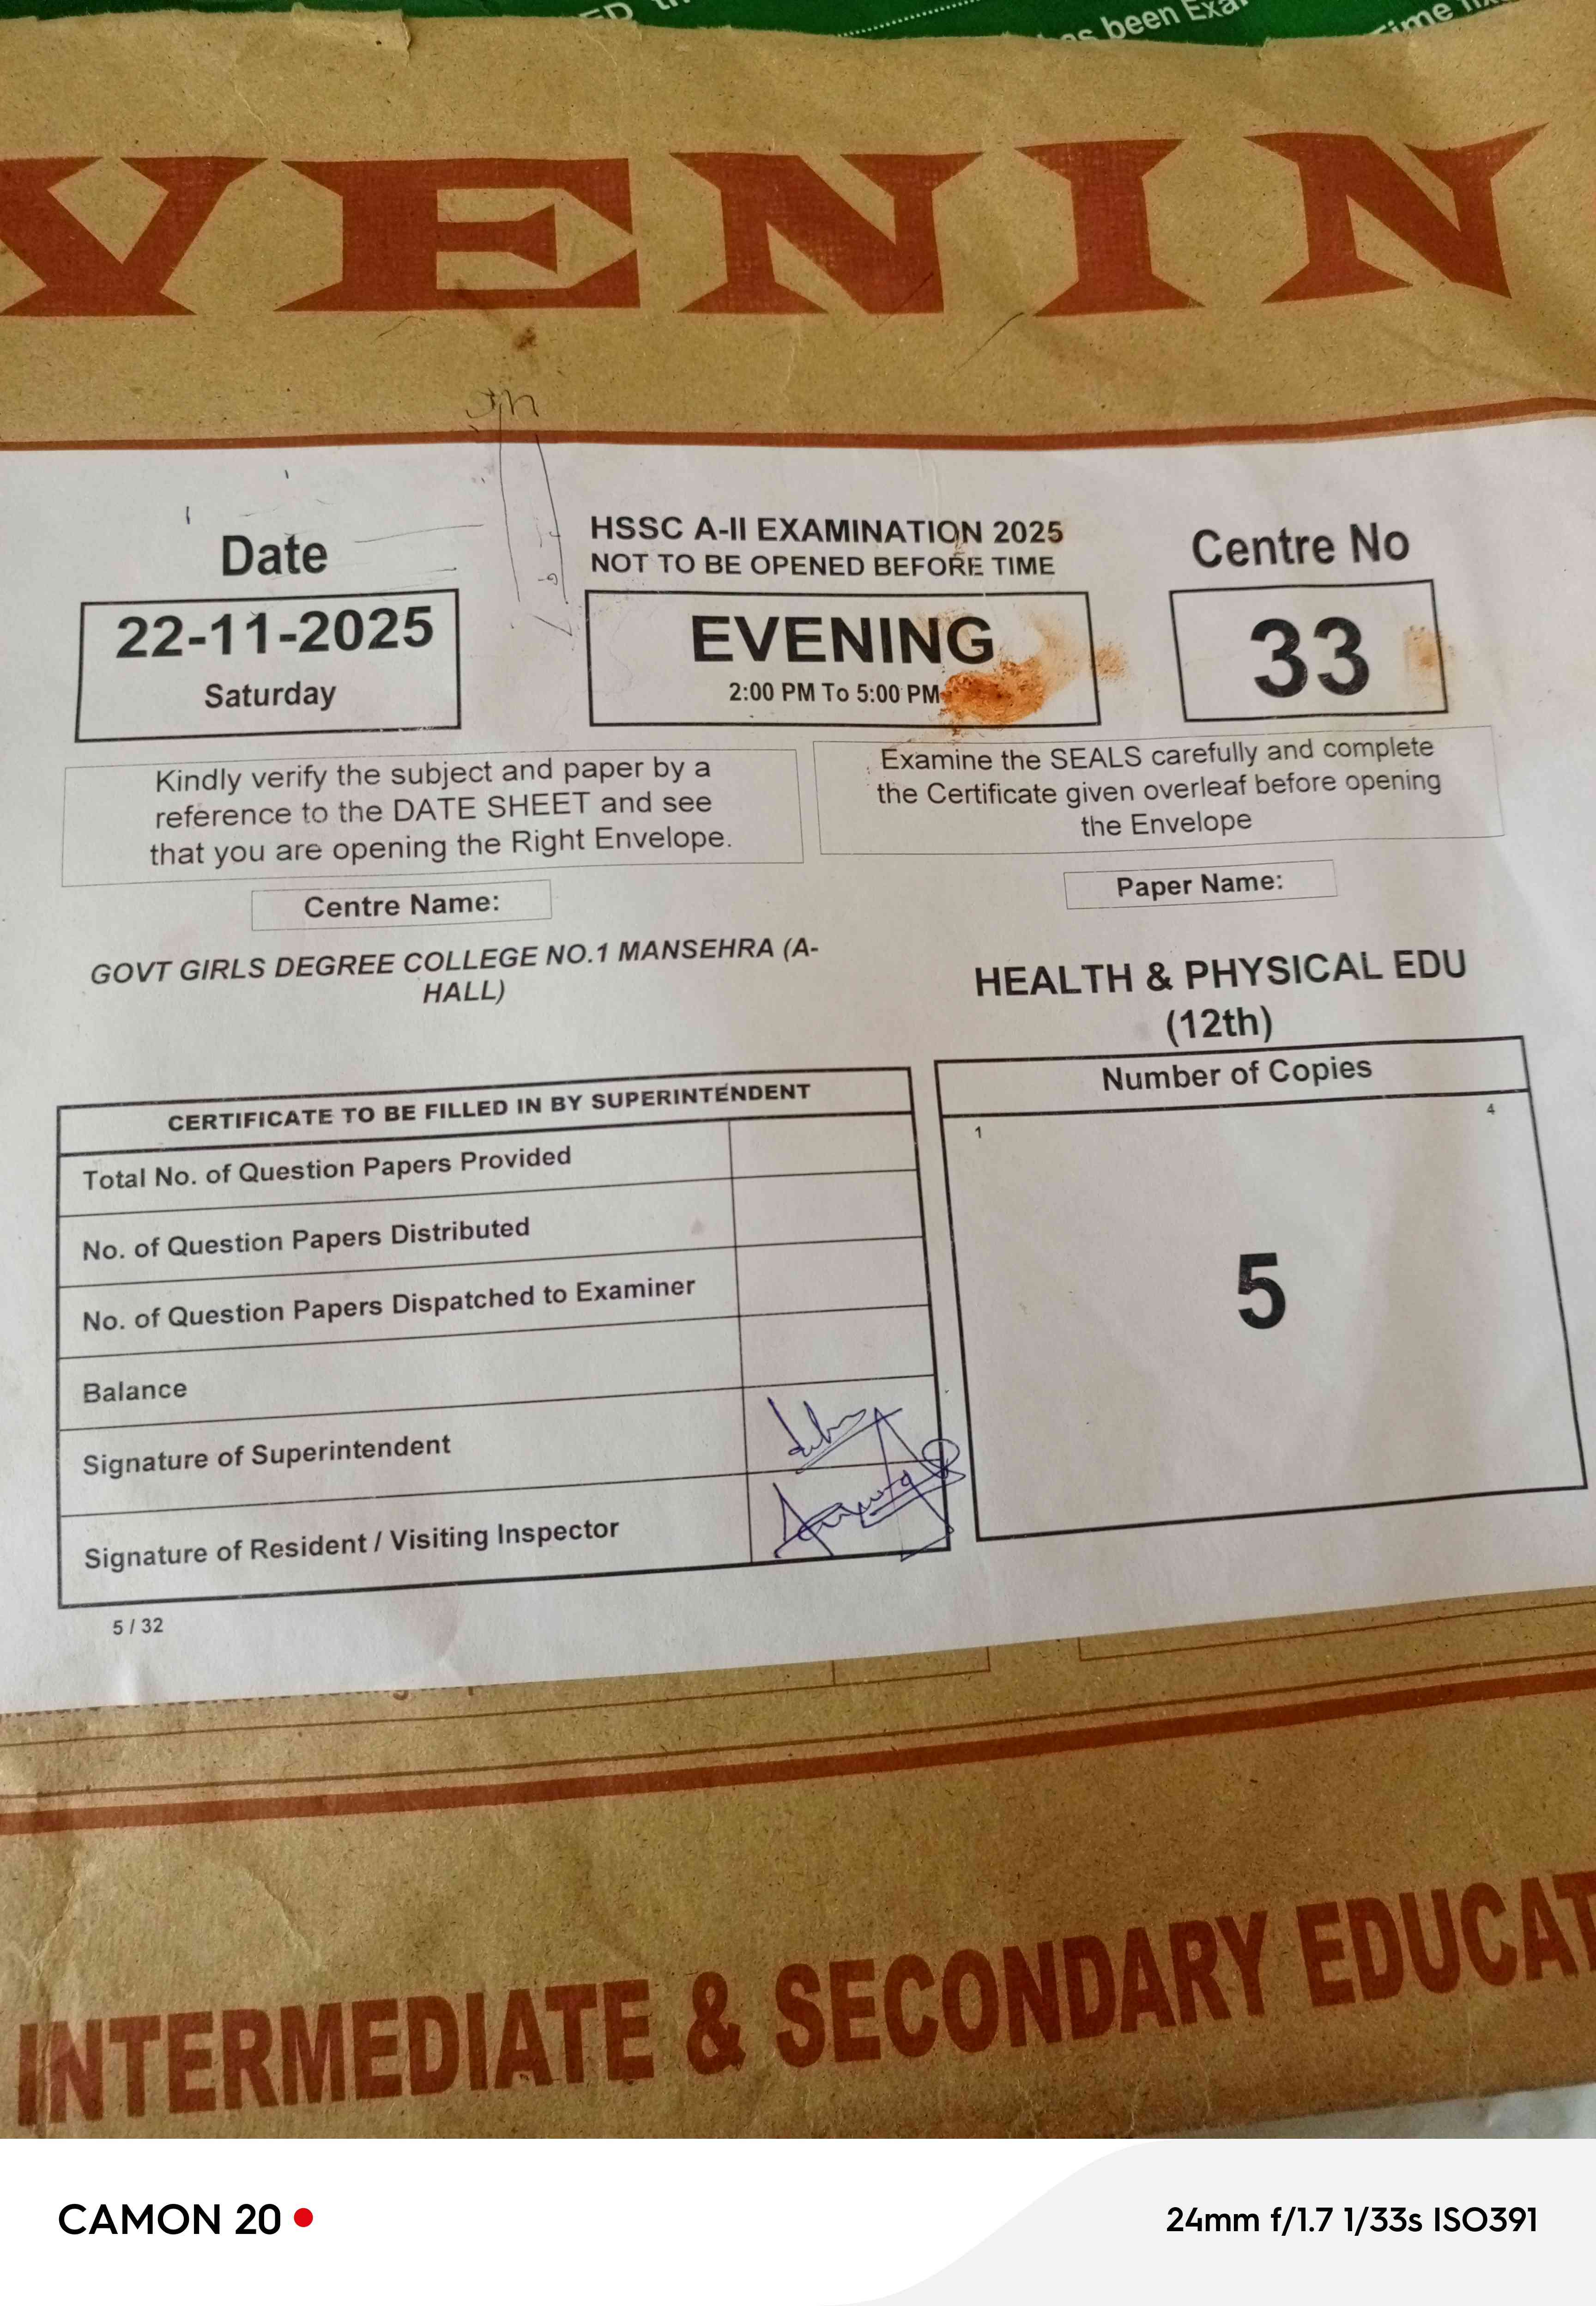 been Exa
Time
VENIN
Date
22-11-2025
Saturday
HSSC A-II EXAMINATION 2025
NOT TO BE OPENED BEFORE TIME
EVENING
2:00 PM To 5:00 PM
Centre No
33
Kindly verify the subject and paper by a
reference to the DATE SHEET and see
that you are opening the Right Envelope.
Examine the SEALS carefully and complete
the Certificate given overleaf before opening
the Envelope
Centre Name:
Paper Name:
GOVT GIRLS DEGREE COLLEGE NO.1 MANSEHRA (A-
HALL)
HEALTH & PHYSICAL EDU
(12th)
CERTIFICATE TO BE FILLED IN BY SUPERINTENDENT
Total No. of Question Papers Provided
No. of Question Papers Distributed
No. of Question Papers Dispatched to Examiner
Balance
Signature of Superintendent
Signature of Resident / Visiting Inspector
Number of Copies
1
4
5
5 / 32
INTERMEDIATE & SECONDARY EDUCAT
CAMON 20
24mm f/1.7 1/33s ISO391